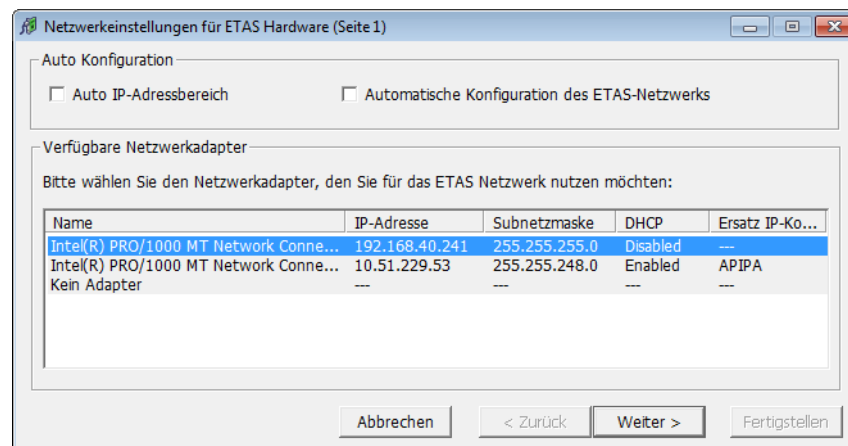 Netzwerkeinstellungen für ETAS Hardware (Seite 1)
Auto Konfiguration
Auto IP-Adressbereich Automatische Konfiguration des ETAS-Netzwerks
Verfügbare Netzwerkadapter
Bitte wählen Sie den Netzwerkadapter, den Sie für das ETAS Netzwerk nutzen möchten:
Name IP-Adresse Subnetzmaske DHCP Ersatz IP-Ko...
Intel(R) PRO/1000 MT Network Conne... 192.168.40.241 255.255.255.0 Disabled ---
Intel(R) PRO/1000 MT Network Conne... 10.51.229.53 255.255.248.0 Enabled APIPA
Kein Adapter --- --- --- ---
Abbrechen < Zurück Weiter > Fertigstellen